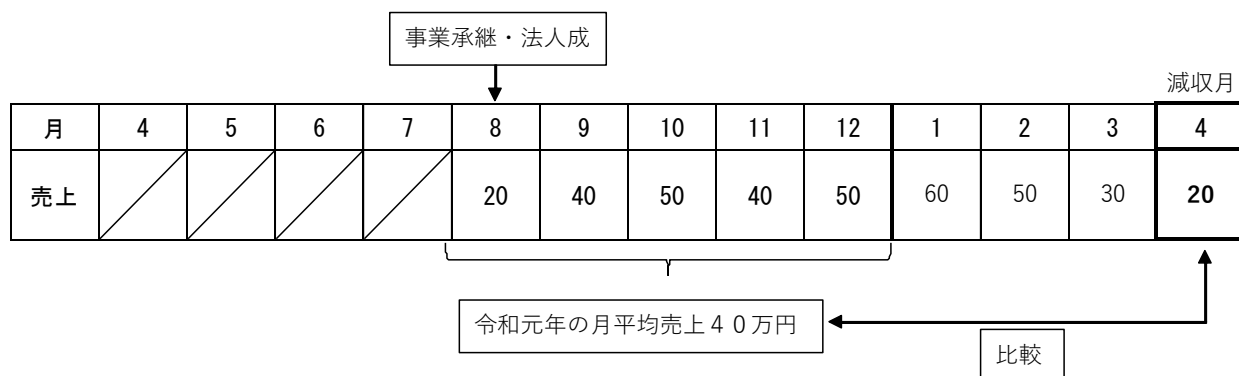 事業承継・法人成
減収月
月 4 5 6 7 8 9 10 11 12 1 2 3 4
売上 20 40 50 40 50 60 50 30 20
令和元年の月平均売上４０万円
比較